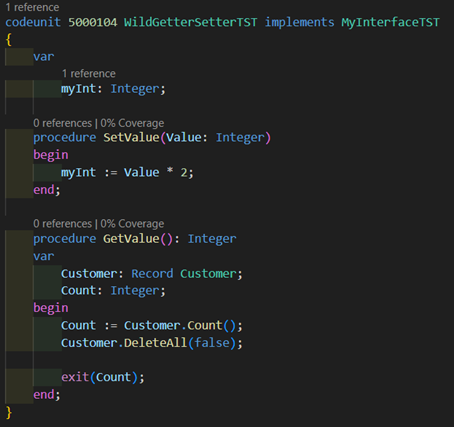 1 reference
codeunit 5000104 WildGetterSetterTST implements MyInterfaceTST
{
    var
        1 reference
        myInt: Integer;

    0 references | 0% Coverage
    procedure SetValue(Value: Integer)
    begin
        myInt := Value * 2;
    end;

    0 references | 0% Coverage
    procedure GetValue(): Integer
    var
        Customer: Record Customer;
        Count: Integer;
    begin
        Count := Customer.Count();
        Customer.DeleteAll(false);

        exit(Count);
    end;
}